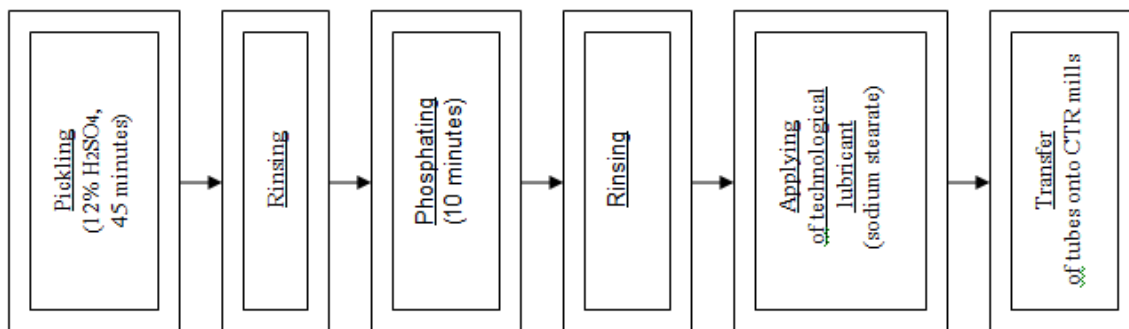 Pickling
(12% H2SO4,
45 minutes)
Rinsing
Phosphating
(10 minutes)
Rinsing
Applying
of technological
lubricant
(sodium stearate)
Transfer
of tubes onto CTR mills